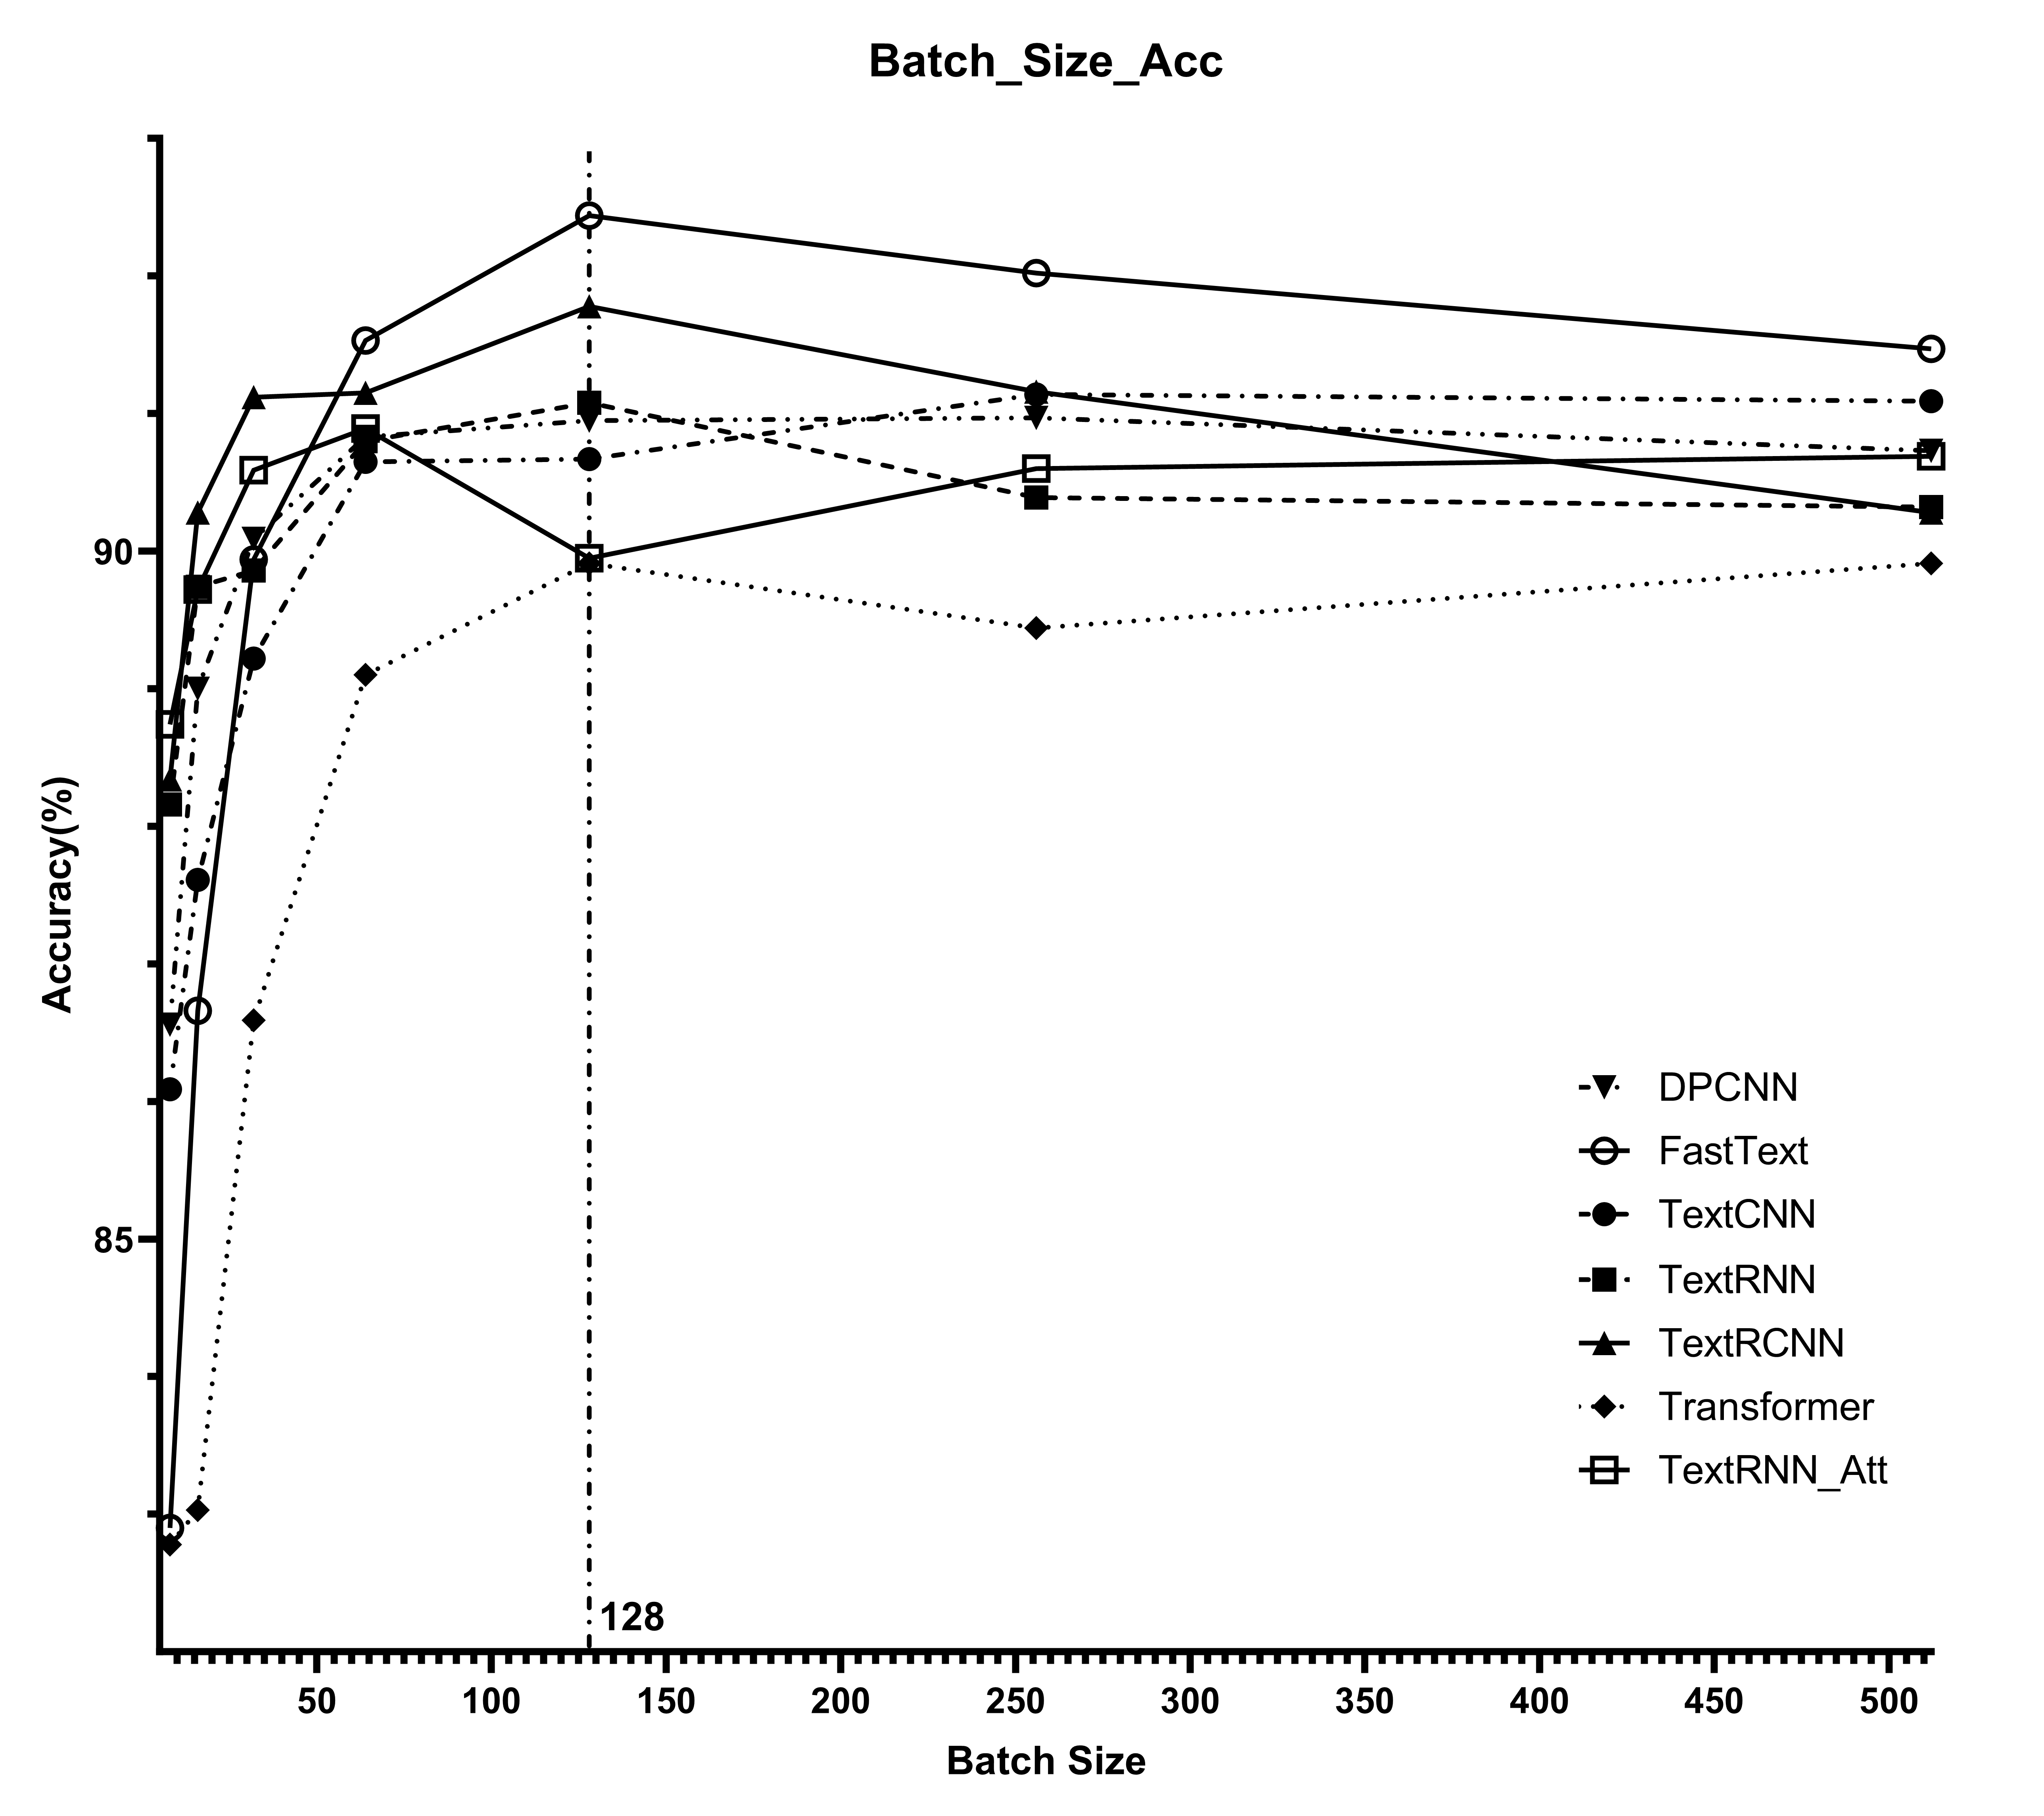 Batch_Size_Acc
90
85
Accuracy(%)
DPCNN
FastText
TextCNN
TextRNN
TextRCNN
Transformer
TextRNN_Att
128
50 100 150 200 250 300 350 400 450 500
Batch Size